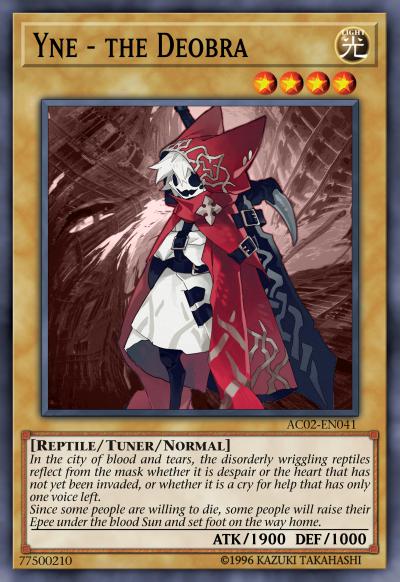 Yne - the Deobra
LIGHT
光
AC02-EN041
[Reptile/Tuner/Normal]
In the city of blood and tears, the disorderly wriggling reptiles
reflect from the mask whether it is despair or the heart that has
not yet been invaded, or whether it is a cry for help that has only
one voice left.
Since some people are willing to die, some people will raise their
Epee under the blood Sun and set foot on the way home.
ATK/1900 DEF/1000
77500210
©1996 KAZUKI TAKAHASHI